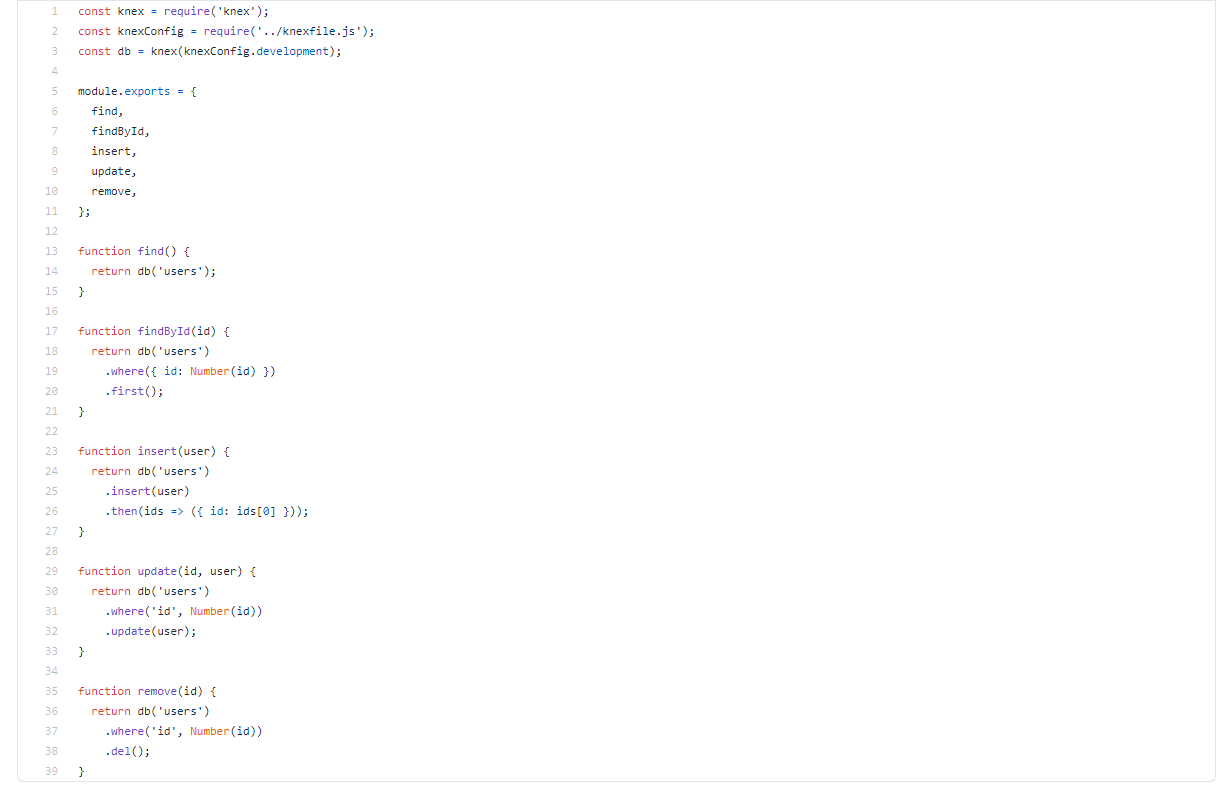 1 const knex = require('knex');
2 const knexConfig = require('../knexfile.js');
3 const db = knex(knexConfig.development);
4
5 module.exports = {
6   find,
7   findById,
8   insert,
9   update,
10   remove,
11 };
12
13 function find() {
14   return db('users');
15 }
16
17 function findById(id) {
18   return db('users')
19     .where({ id: Number(id) })
20     .first();
21 }
22
23 function insert(user) {
24   return db('users')
25     .insert(user)
26     .then(ids => ({ id: ids[0] }));
27 }
28
29 function update(id, user) {
30   return db('users')
31     .where('id', Number(id))
32     .update(user);
33 }
34
35 function remove(id) {
36   return db('users')
37     .where('id', Number(id))
38     .del();
39 }